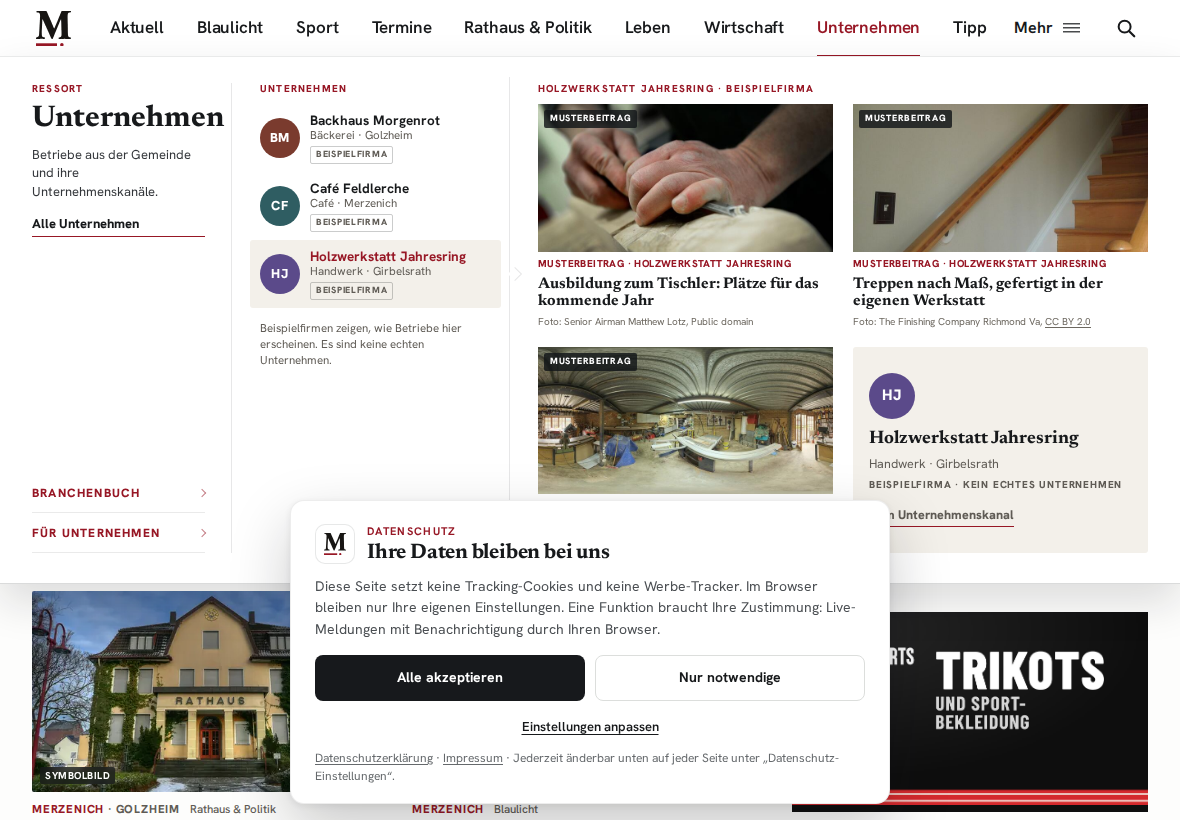 M
Aktuell
Blaulicht
Sport
Termine
Rathaus & Politik
Leben
Wirtschaft
Unternehmen
Tipp
Mehr
RESSORT
Unternehmen
Betriebe aus der Gemeinde
und ihre
Unternehmenskanäle.
Alle Unternehmen
BRANCHENBUCH
FÜR UNTERNEHMEN
UNTERNEHMEN
BM
Backhaus Morgenrot
Bäckerei · Golzheim
BEISPIELFIRMA
CF
Café Feldlerche
Café · Merzenich
BEISPIELFIRMA
HJ
Holzwerkstatt Jahresring
Handwerk · Girbelsrath
BEISPIELFIRMA
Beispielfirmen zeigen, wie Betriebe hier
erscheinen. Es sind keine echten
Unternehmen.
HOLZWERKSTATT JAHRESRING · BEISPIELFIRMA
MUSTERBEITRAG
MUSTERBEITRAG · HOLZWERKSTATT JAHRESRING
Ausbildung zum Tischler: Plätze für das
kommende Jahr
Foto: Senior Airman Matthew Lotz, Public domain
MUSTERBEITRAG
MUSTERBEITRAG · HOLZWERKSTATT JAHRESRING
Treppen nach Maß, gefertigt in der
eigenen Werkstatt
Foto: The Finishing Company Richmond Va, CC BY 2.0
MUSTERBEITRAG
HJ
Holzwerkstatt Jahresring
Handwerk · Girbelsrath
BEISPIELFIRMA · KEIN ECHTES UNTERNEHMEN
Unternehmenskanal
M
DATENSCHUTZ
Ihre Daten bleiben bei uns
Diese Seite setzt keine Tracking-Cookies und keine Werbe-Tracker. Im Browser
bleiben nur Ihre eigenen Einstellungen. Eine Funktion braucht Ihre Zustimmung: Live-
Meldungen mit Benachrichtigung durch Ihren Browser.
Alle akzeptieren
Nur notwendige
Einstellungen anpassen
Datenschutzerklärung · Impressum · Jederzeit änderbar unten auf jeder Seite unter „Datenschutz-
Einstellungen“.
RATHAUS
SYMBOLBILD
MERZENICH · GOLZHEIM Rathaus & Politik
MERZENICH Blaulicht
TRIKOTS
UND SPORT-
BEKLEIDUNG